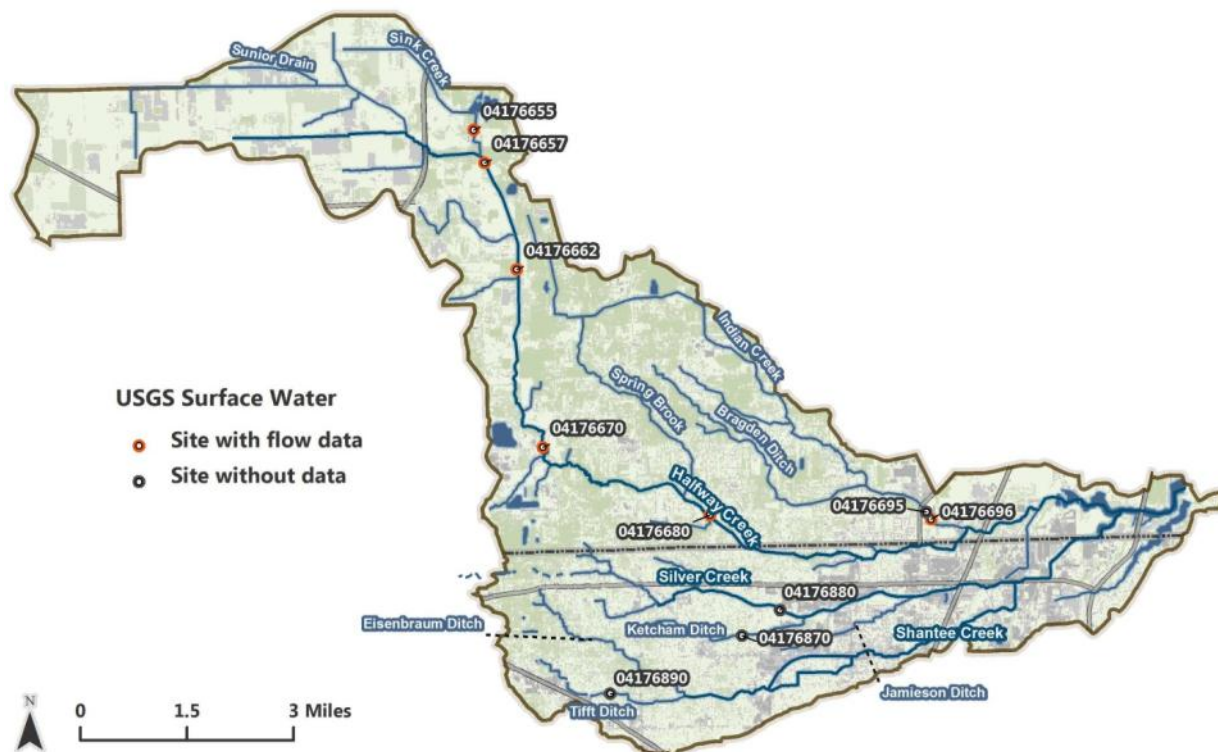 Sunior Drain
Sink Creek
04176655
04176657
04176662
Indian Creek
Spring Brook
Bragden Ditch
USGS Surface Water
Site with flow data
Site without data
04176670
Halfway Creek
04176695
04176696
04176680
Silver Creek
04176880
Eisenbraum Ditch
Ketcham Ditch
04176870
Shantee Creek
04176890
Tifft Ditch
Jamieson Ditch
N
0 1.5 3 Miles